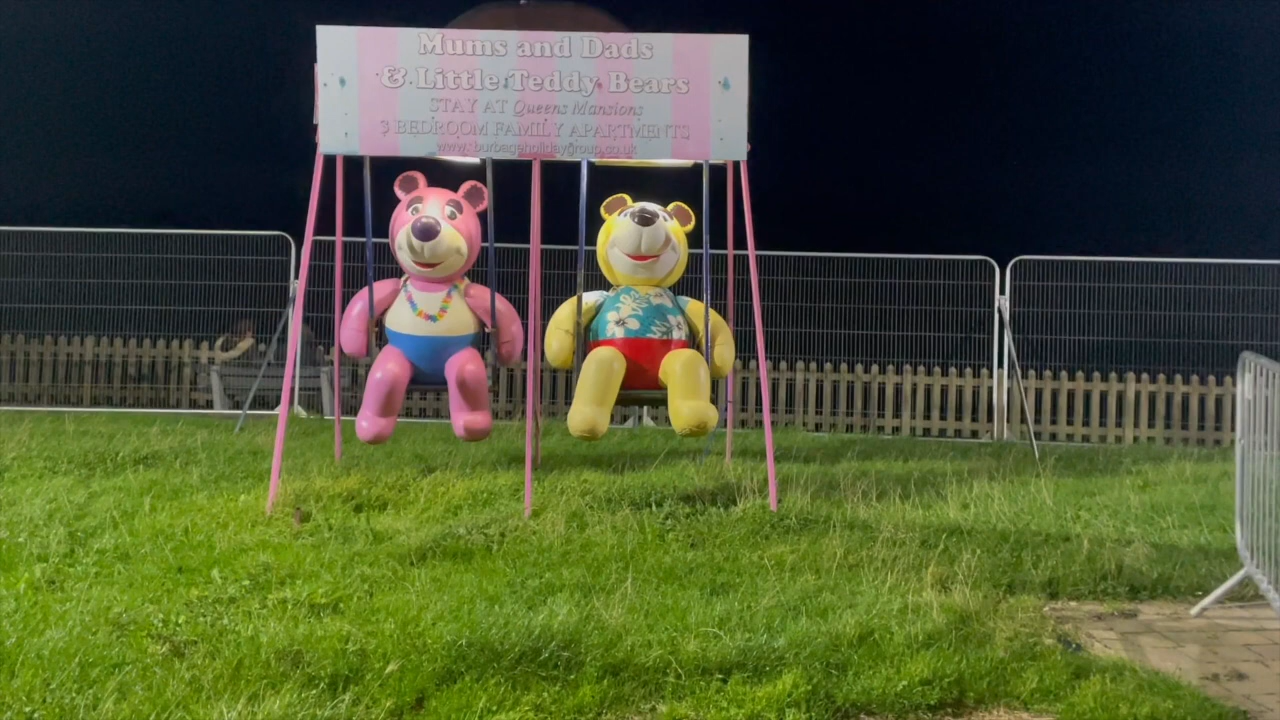 Mums and Dads
& Little Teddy Bears
STAY AT Queens Mansions
3 BEDROOM FAMILY APARTMENTS
www.burbageholidaygroup.co.uk